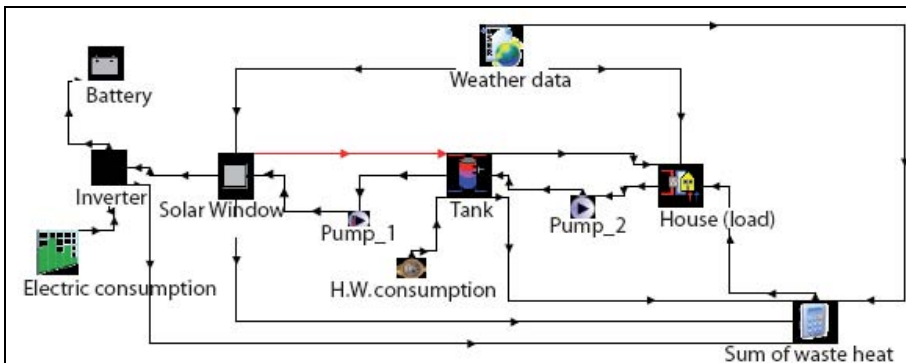 Weather data
Battery
Inverter
Solar Window
Pump_1
Tank
Pump_2
House (load)
Electric consumption
H.W.consumption
Sum of waste heat